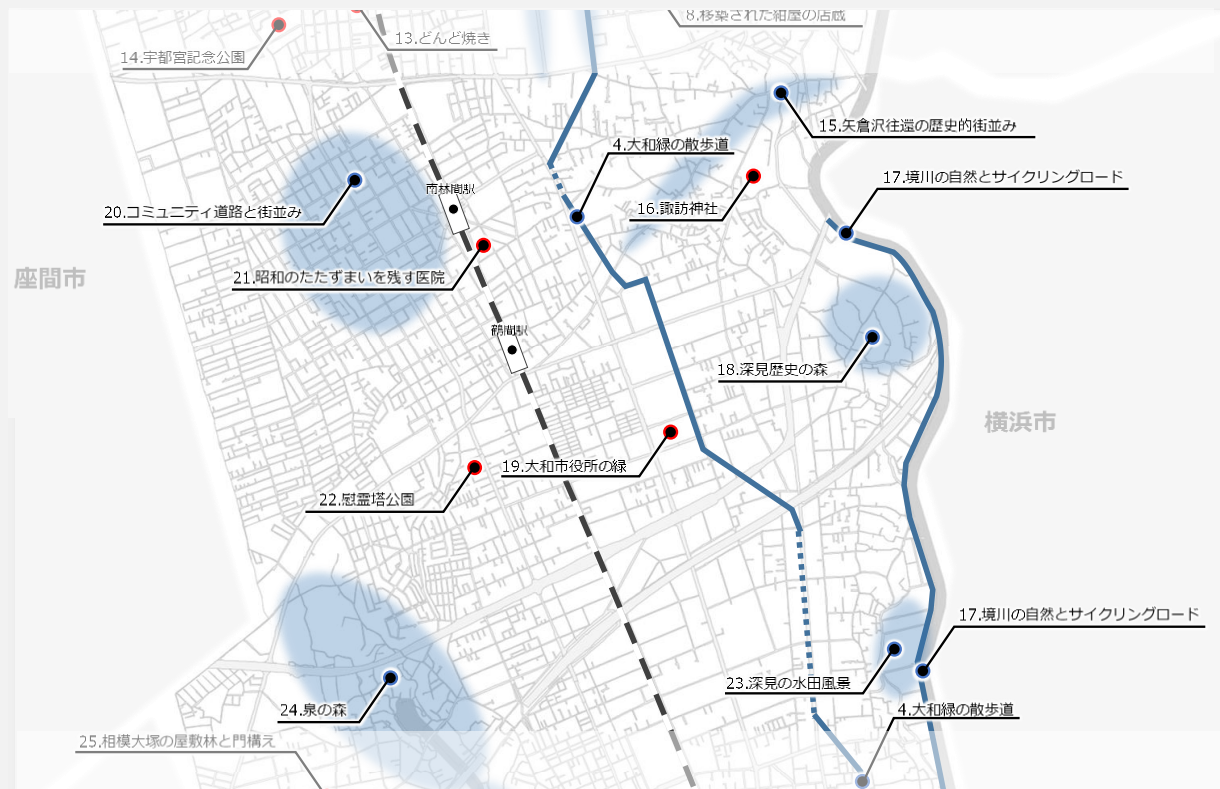 8.移築された紺屋の店蔵
13.どんど焼き
14.宇都宮記念公園
15.矢倉沢往還の歴史的街並み
4.大和緑の散歩道
17.境川の自然とサイクリングロード
南林間駅
20.コミュニティ道路と街並み
16.諏訪神社
座間市
21.昭和のたたずまいを残す医院
鶴間駅
18.深見歴史の森
横浜市
19.大和市役所の緑
22.慰霊塔公園
17.境川の自然とサイクリングロード
23.深見の水田風景
24.泉の森
4.大和緑の散歩道
25.相模大塚の屋敷林と門構え